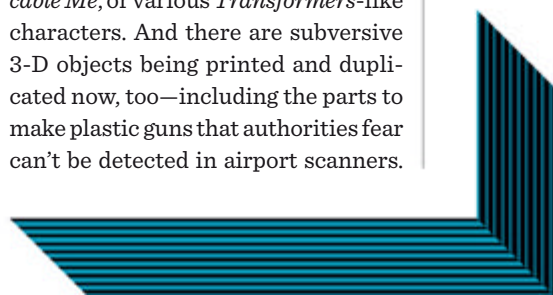 cable Me, or various Transformers-like
characters. And there are subversive
3-D objects being printed and dupli-
cated now, too—including the parts to
make plastic guns that authorities fear
can't be detected in airport scanners.